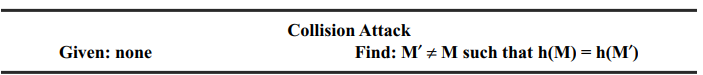 Collision Attack
Given: none Find: M′ ≠ M such that h(M) = h(M′)